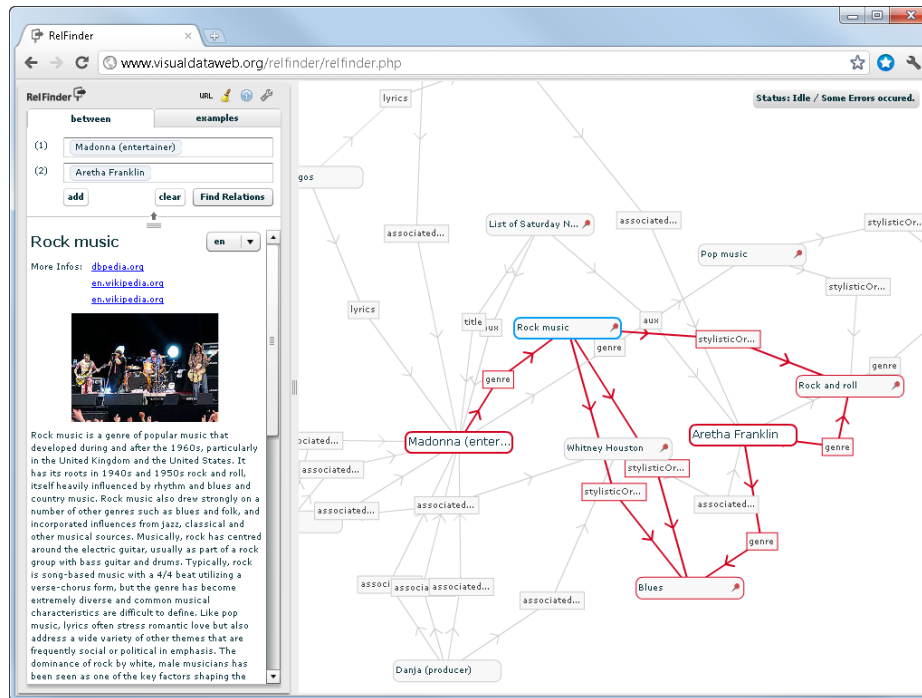 RelFinder
www.visualdataweb.org/relfinder/relfinder.php
RelFinder
URL
between
examples
(1)
Madonna (entertainer)
(2)
Aretha Franklin
add
clear
Find Relations
Rock music
en
More Infos:
dbpedia.org
en.wikipedia.org
en.wikipedia.org
Rock music is a genre of popular music that
developed during and after the 1960s, particularly
in the United Kingdom and the United States. It
has its roots in 1940s and 1950s rock and roll,
itself heavily influenced by rhythm and blues and
country music. Rock music also drew strongly on a
number of other genres such as blues and folk, and
incorporated influences from jazz, classical and
other musical sources. Musically, rock has centred
around the electric guitar, usually as part of a rock
group with bass guitar and drums. Typically, rock
is song-based music with a 4/4 beat utilizing a
verse-chorus form, but the genre has become
extremely diverse and common musical
characteristics are difficult to define. Like pop
music, lyrics often stress romantic love but also
address a wide variety of other themes that are
frequently social or political in emphasis. The
dominance of rock by white, male musicians has
been seen as one of the key factors shaping the
Status: Idle / Some Errors occured.
lyrics
gos
associated...
List of Saturday N...
associated...
stylisticOr...
Pop music
stylisticOr...
lyrics
title
aux
Rock music
aux
genre
stylisticOr...
genre
genre
Rock and roll
Madonna (enter...
Whitney Houston
Aretha Franklin
genre
sociated...
stylisticOr...
associated...
stylisticOr...
associated...
associated...
associated...
genre
associ
associa
associated...
associated...
Blues
Danja (producer)